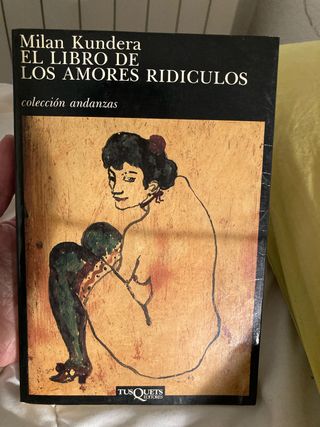 Milan Kundera
EL LIBRO DE
LOS AMORES RIDICULOS
colección andanzas
TUSQUETS
EDITORES